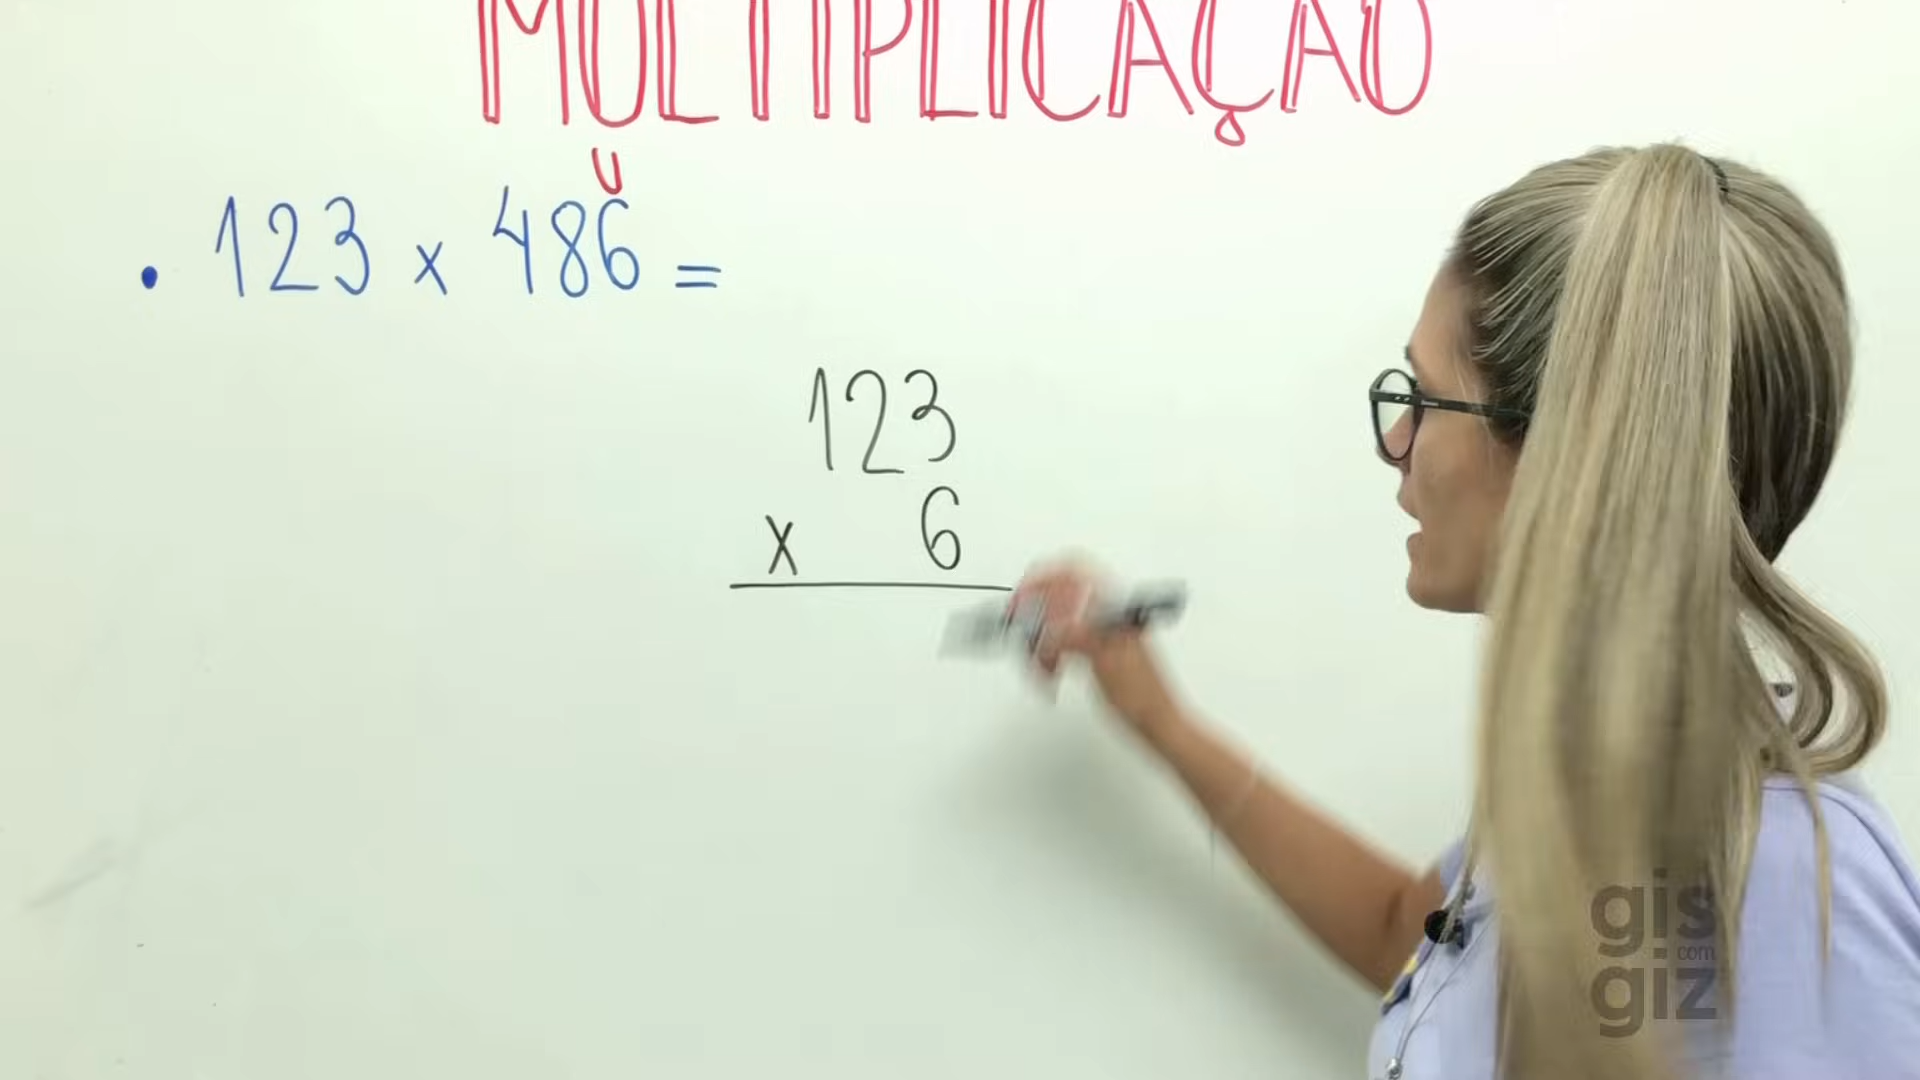 MULTIPLICAÇÃO
U
. 123 x 486 =
123
x 6
gis
com
giz